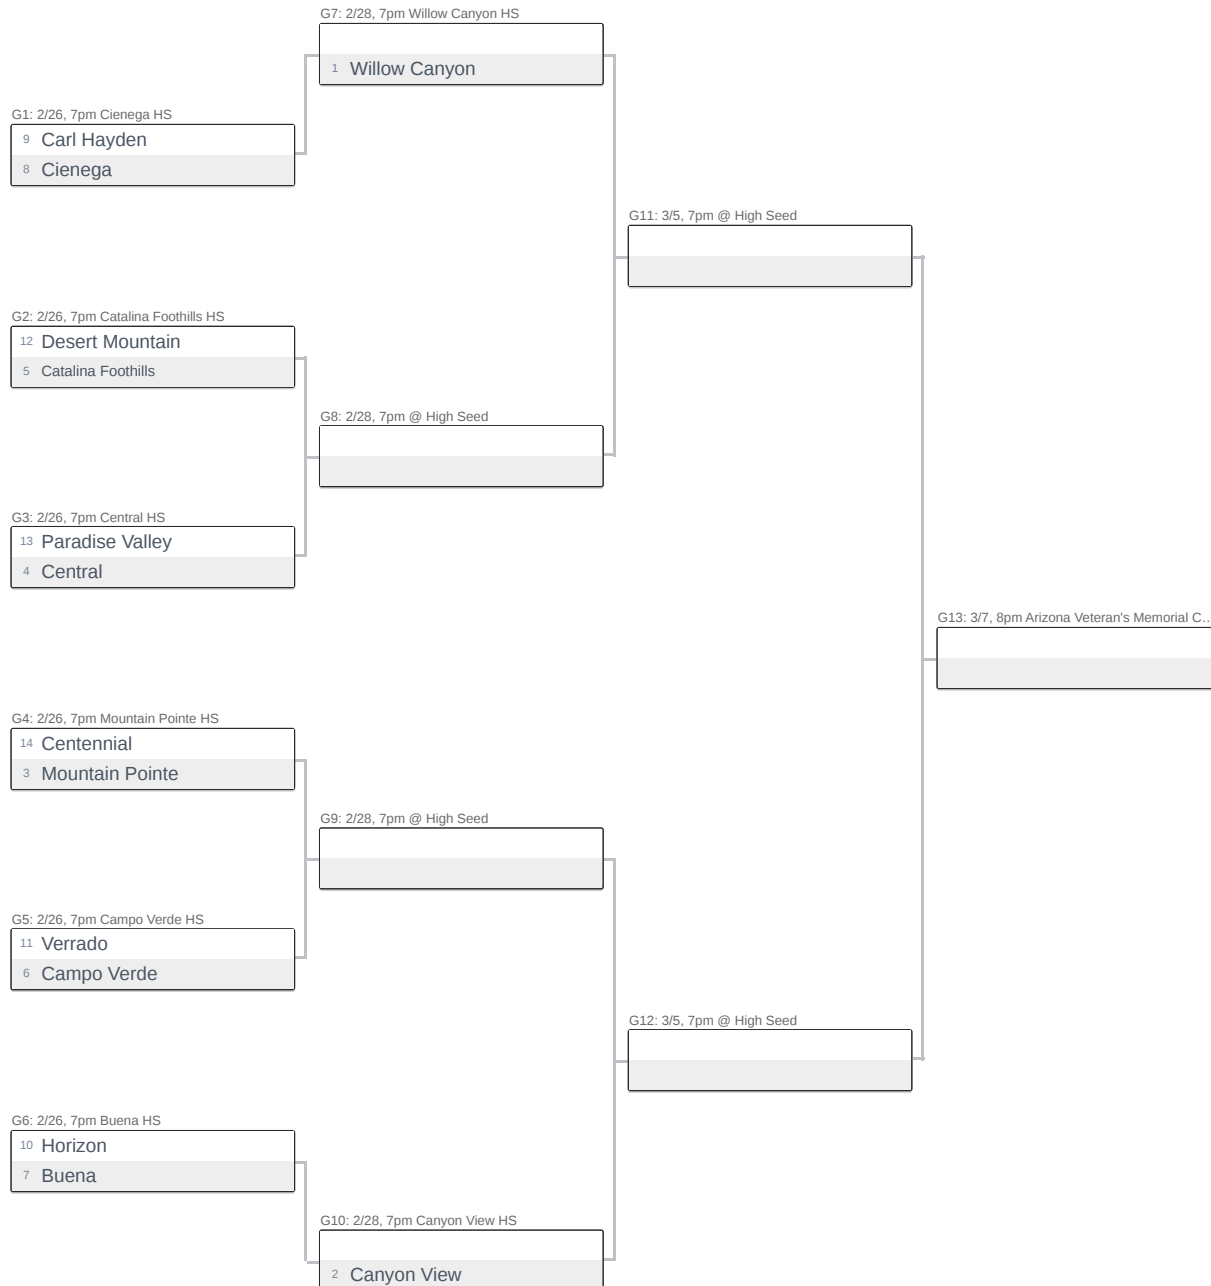 G7: 2/28, 7pm Willow Canyon HS
1 Willow Canyon
G1: 2/26, 7pm Cienega HS
9 Carl Hayden
8 Cienega
G11: 3/5, 7pm @ High Seed
G2: 2/26, 7pm Catalina Foothills HS
12 Desert Mountain
5 Catalina Foothills
G8: 2/28, 7pm @ High Seed
G3: 2/26, 7pm Central HS
13 Paradise Valley
4 Central
G13: 3/7, 8pm Arizona Veteran's Memorial C...
G4: 2/26, 7pm Mountain Pointe HS
14 Centennial
3 Mountain Pointe
G9: 2/28, 7pm @ High Seed
G5: 2/26, 7pm Campo Verde HS
11 Verrado
6 Campo Verde
G12: 3/5, 7pm @ High Seed
G6: 2/26, 7pm Buena HS
10 Horizon
7 Buena
G10: 2/28, 7pm Canyon View HS
2 Canyon View